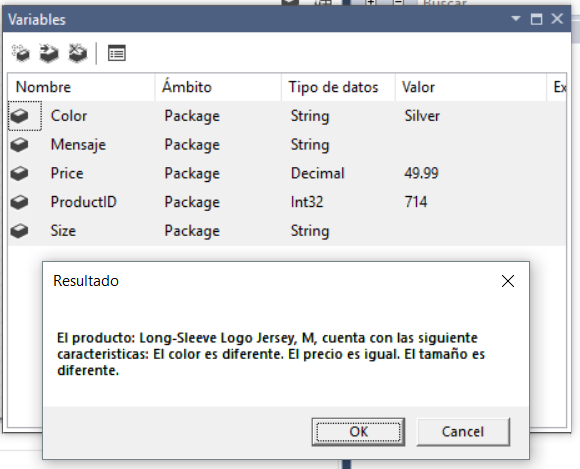 Buscar
Variables
Nombre Ámbito Tipo de datos Valor Ex
Color Package String Silver
Mensaje Package String
Price Package Decimal 49.99
ProductID Package Int32 714
Size Package String
Resultado
El producto: Long-Sleeve Logo Jersey, M, cuenta con las siguiente
caracteristicas: El color es diferente. El precio es igual. El tamaño es
diferente.
OK Cancel